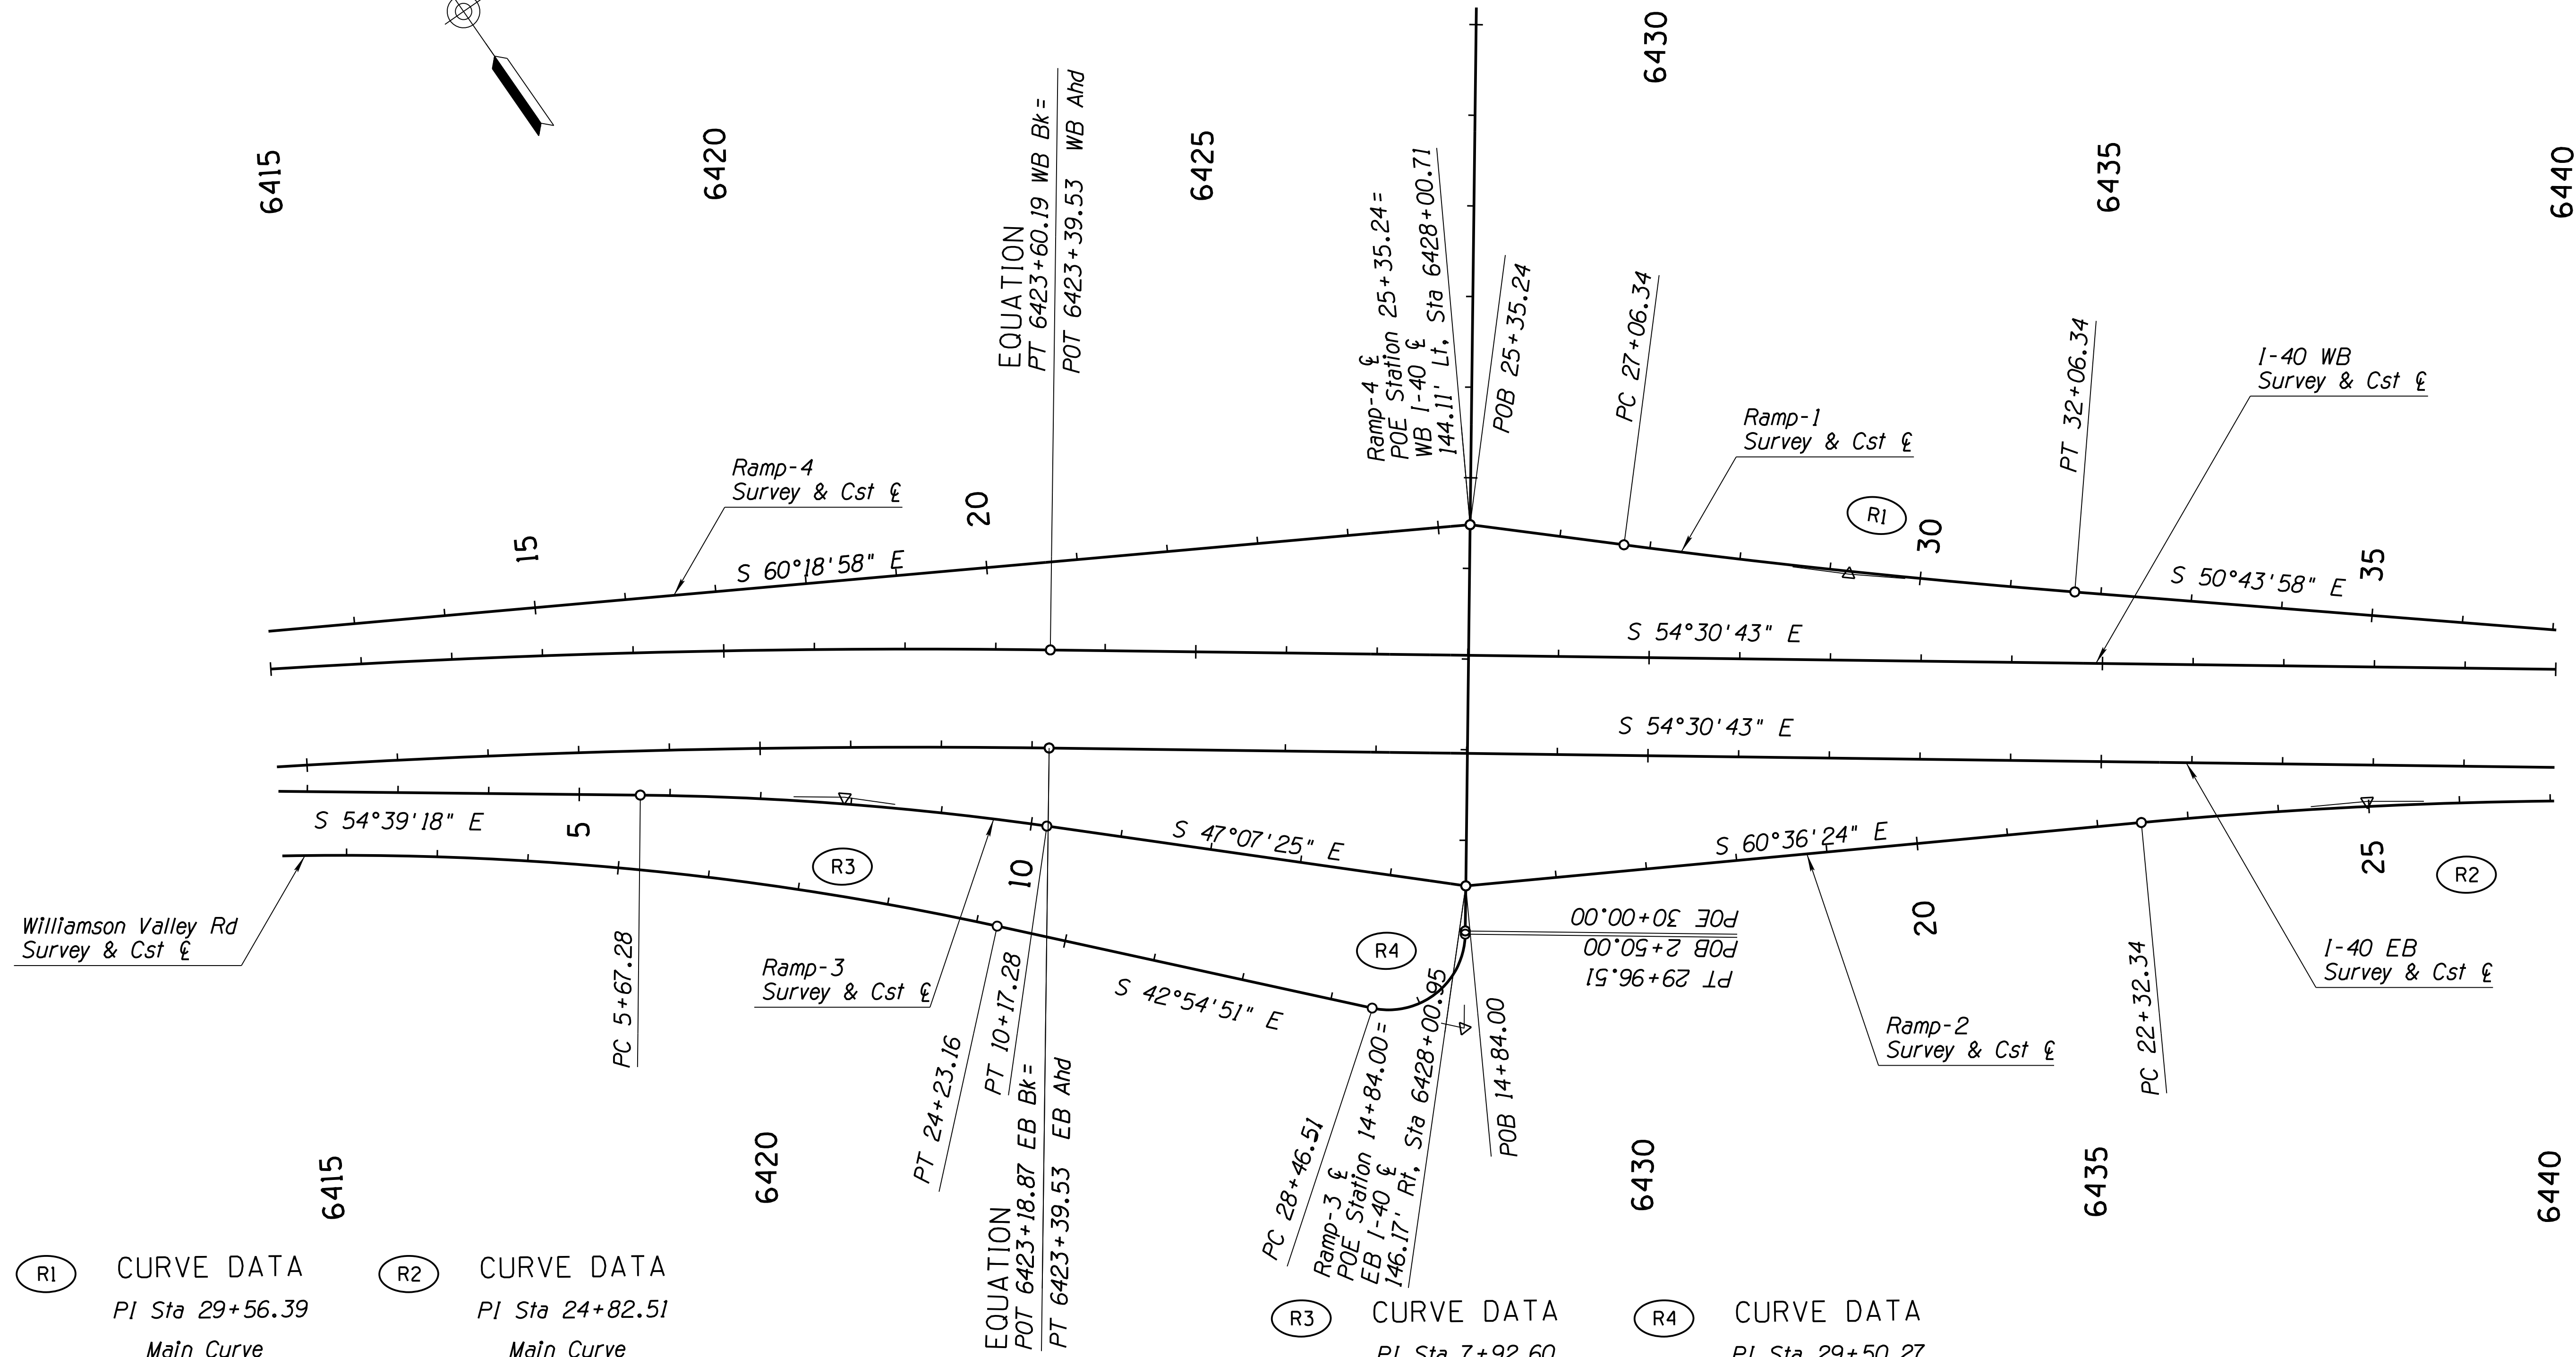 6415
6420
6425
6430
6435
6440
EQUATION
PT 6423+60.19 WB Bk=
POT 6423+39.53 WB Ahd
Ramp-4 ℄
POE Station 25+35.24=
WB I-40 ℄
144.11' Lt, Sta 6428+00.71
POB 25+35.24
PC 27+06.34
PT 32+06.34
I-40 WB
Survey & Cst ℄
Ramp-1
Survey & Cst ℄
Ramp-4
Survey & Cst ℄
15
20
R1
30
35
S 60°18'58" E
S 50°43'58" E
S 54°30'43" E
S 54°30'43" E
S 54°39'18" E
5
R3
10
S 47°07'25" E
S 60°36'24" E
20
25
R2
Williamson Valley Rd
Survey & Cst ℄
PC 5+67.28
Ramp-3
Survey & Cst ℄
PT 24+23.16
PT 10+17.28
S 42°54'51" E
R4
POE 30+00.00
POB 2+50.00
PT 29+96.51
Ramp-2
Survey & Cst ℄
PC 22+32.34
I-40 EB
Survey & Cst ℄
EQUATION
POT 6423+18.87 EB Bk=
PT 6423+39.53 EB Ahd
PC 28+46.51
Ramp-3 ℄
POE Station 14+84.00=
EB I-40 ℄
146.17' Rt, Sta 6428+00.95
POB 14+84.00
6415
6420
6430
6435
6440
R1 CURVE DATA
PI Sta 29+56.39
Main Curve
R2 CURVE DATA
PI Sta 24+82.51
Main Curve
R3 CURVE DATA
PI Sta 7+92.60
R4 CURVE DATA
PI Sta 29+50.27